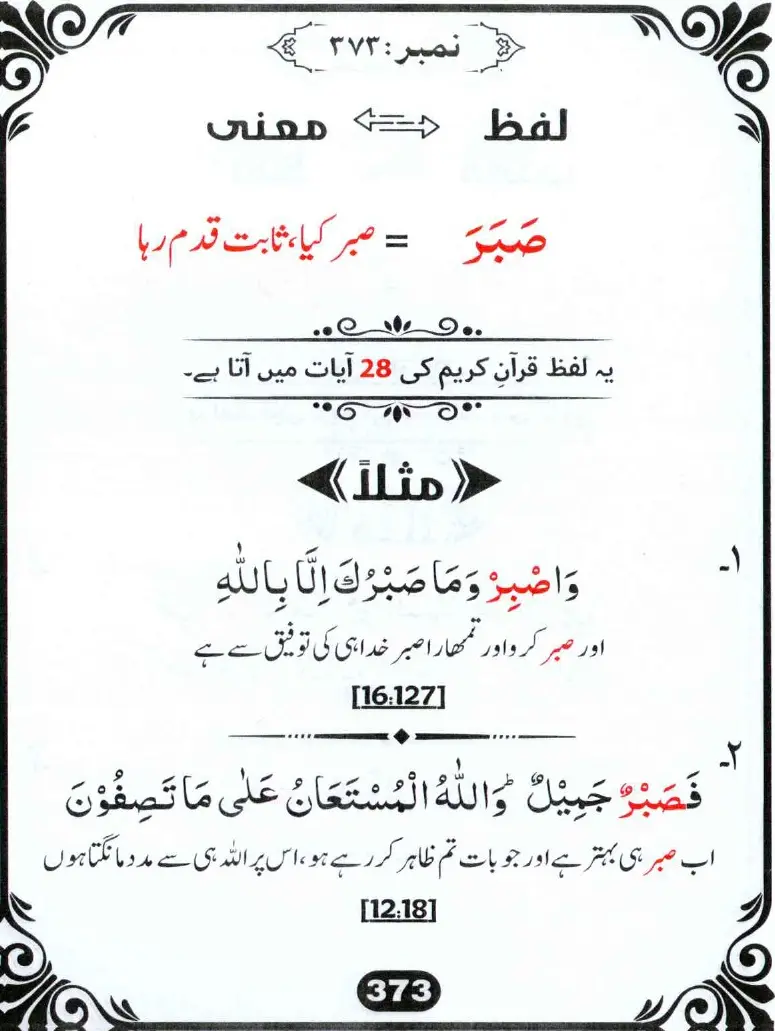 نمبر: ۳۷۳
لفظ ⇐⇒ معنی
صَبَرَ = صبر کیا، ثابت قدم رہا
یہ لفظ قرآنِ کریم کی 28 آیات میں آتا ہے۔
مثلاً
۱۔
وَاصْبِرْ وَمَا صَبْرُكَ اِلَّا بِاللّٰهِ
اور صبر کرو اور تمھارا صبر خدا ہی کی توفیق سے ہے
[16:127]
۲۔
فَصَبْرٌ جَمِيْلٌ ؕ وَاللّٰهُ الْمُسْتَعَانُ عَلٰى مَا تَصِفُوْنَ
اب صبر ہی بہتر ہے اور جو بات تم ظاہر کر رہے ہو، اس پر اللہ ہی سے مدد مانگتا ہوں
[12:18]
373